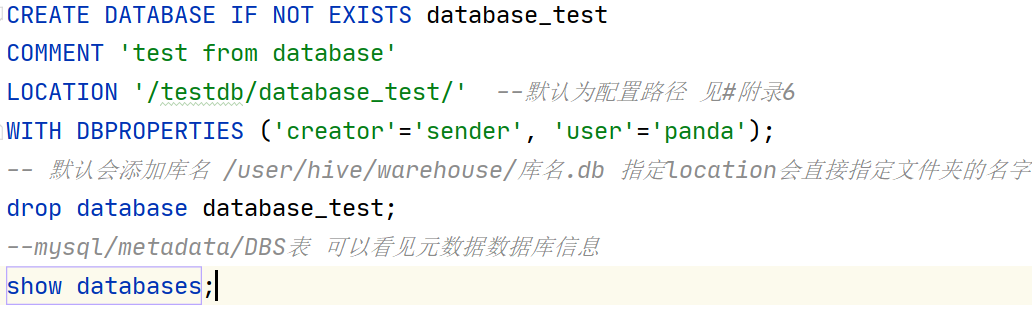 CREATE DATABASE IF NOT EXISTS database_test
COMMENT 'test from database'
LOCATION '/testdb/database_test/'  --默认为配置路径 见#附录6
WITH DBPROPERTIES ('creator'='sender', 'user'='panda');
-- 默认会添加库名 /user/hive/warehouse/库名.db 指定location会直接指定文件夹的名字
drop database database_test;
--mysql/metadata/DBS表 可以看见元数据数据库信息
show databases;